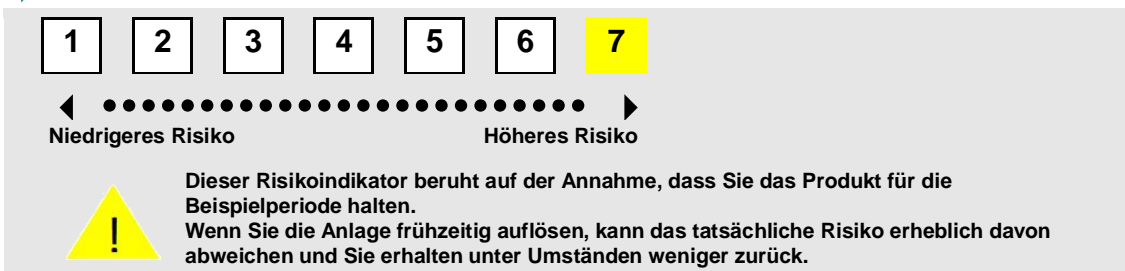 1 2 3 4 5 6 7
Niedrigeres Risiko Höheres Risiko
Dieser Risikoindikator beruht auf der Annahme, dass Sie das Produkt für die
Beispielperiode halten.
Wenn Sie die Anlage frühzeitig auflösen, kann das tatsächliche Risiko erheblich davon
abweichen und Sie erhalten unter Umständen weniger zurück.
!